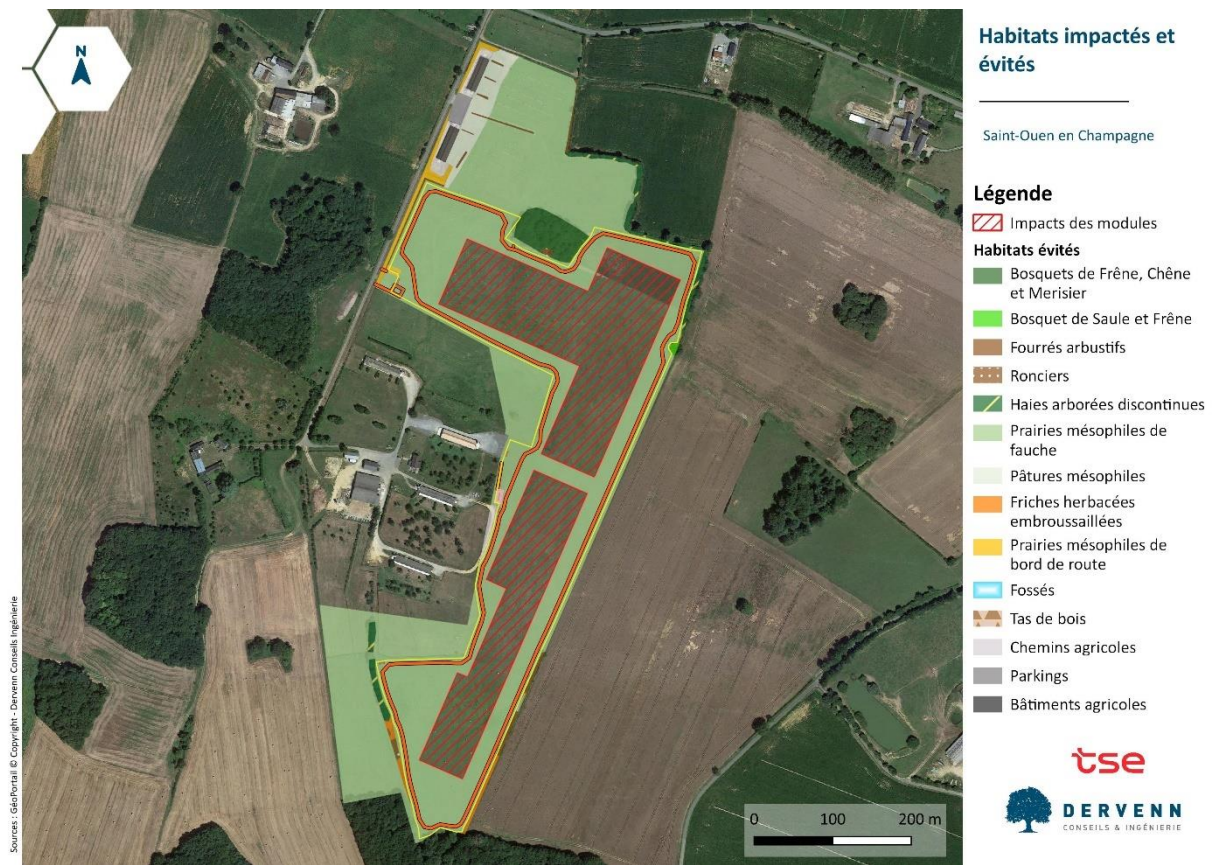 N
Habitats impactés et
évités
Saint-Ouen en Champagne
Légende
Impacts des modules
Habitats évités
Bosquets de Frêne, Chêne
et Merisier
Bosquet de Saule et Frêne
Fourrés arbustifs
Ronciers
Haies arborées discontinues
Prairies mésophiles de
fauche
Pâtures mésophiles
Friches herbacées
embroussaillées
Prairies mésophiles de
bord de route
Fossés
Tas de bois
Chemins agricoles
Parkings
Bâtiments agricoles
tse
DERVENN
CONSEILS & INGÉNIERIE
0 100 200 m
Sources : GéoPortail © Copyright - Dervenn Conseils Ingénierie